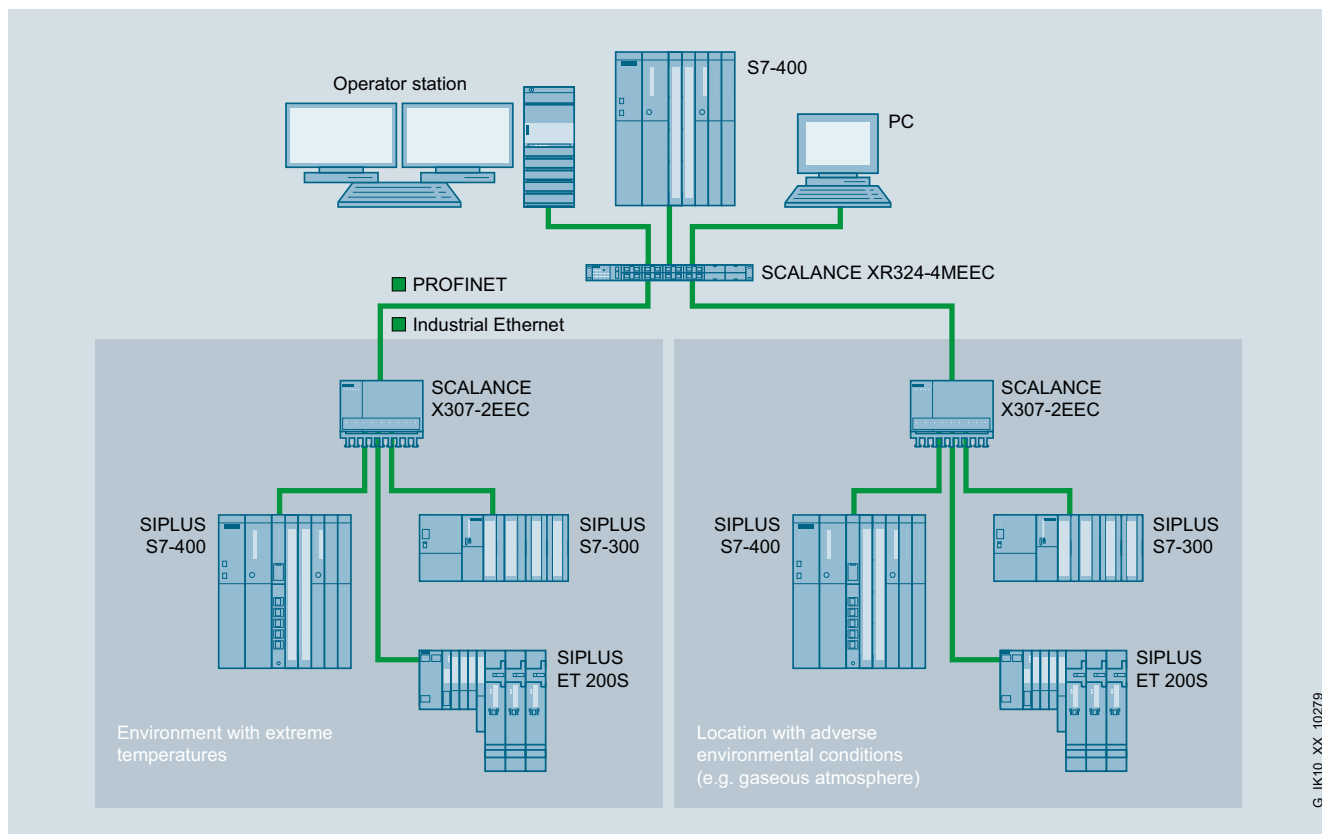 S7-400
Operator station
PC
SCALANCE XR324-4MEEC
PROFINET
Industrial Ethernet
SCALANCE
X307-2EEC
SIPLUS
S7-400
SIPLUS
S7-300
SIPLUS
ET 200S
Environment with extreme
temperatures
SCALANCE
X307-2EEC
SIPLUS
S7-400
SIPLUS
S7-300
SIPLUS
ET 200S
Location with adverse
environmental conditions
(e.g. gaseous atmosphere)
G_IK10_XX_10279